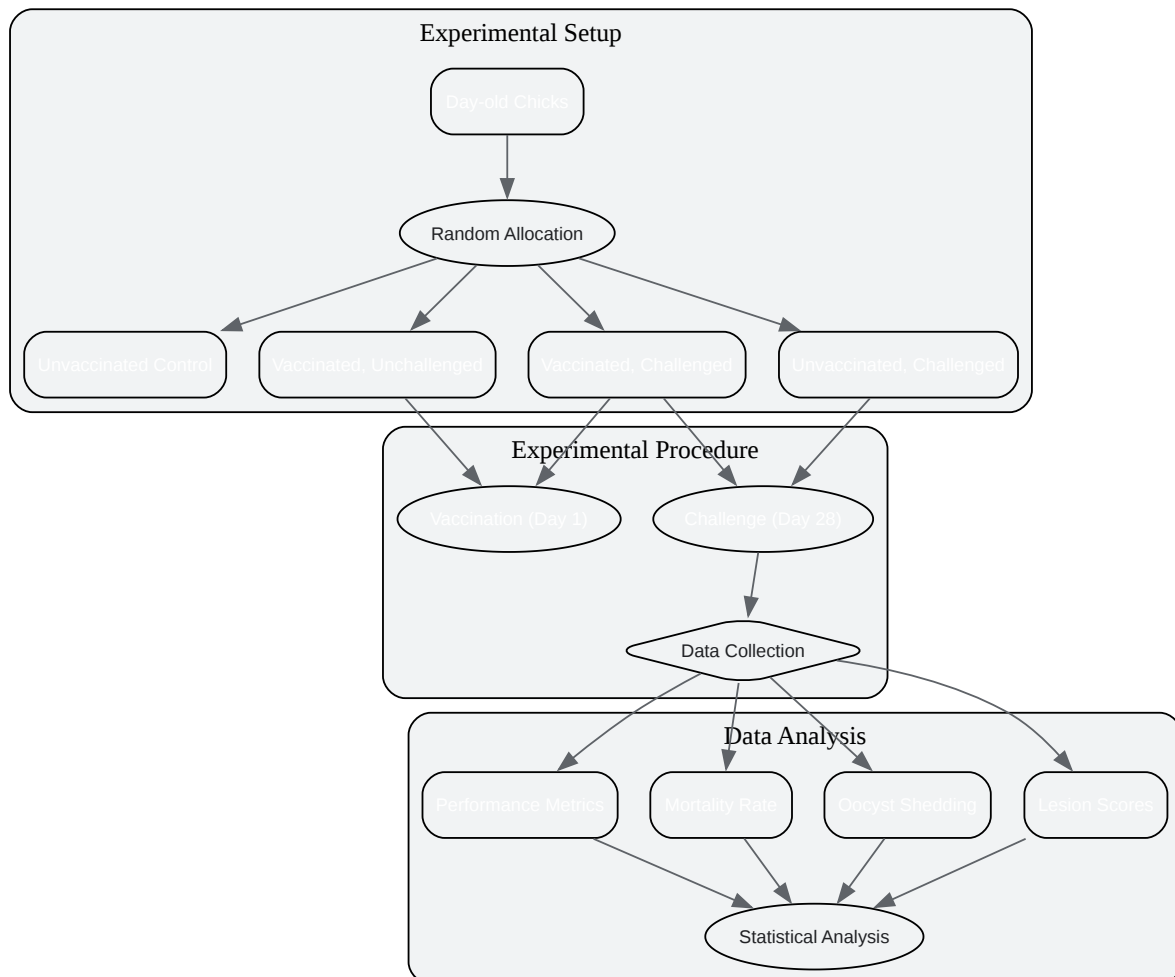 Experimental Setup
Day-old Chicks
Random Allocation
Unvaccinated Control
Vaccinated, Unchallenged
Vaccinated, Challenged
Unvaccinated, Challenged
Experimental Procedure
Vaccination (Day 1)
Challenge (Day 28)
Data Collection
Data Analysis
Performance Metrics
Mortality Rate
Oocyst Shedding
Lesion Scores
Statistical Analysis